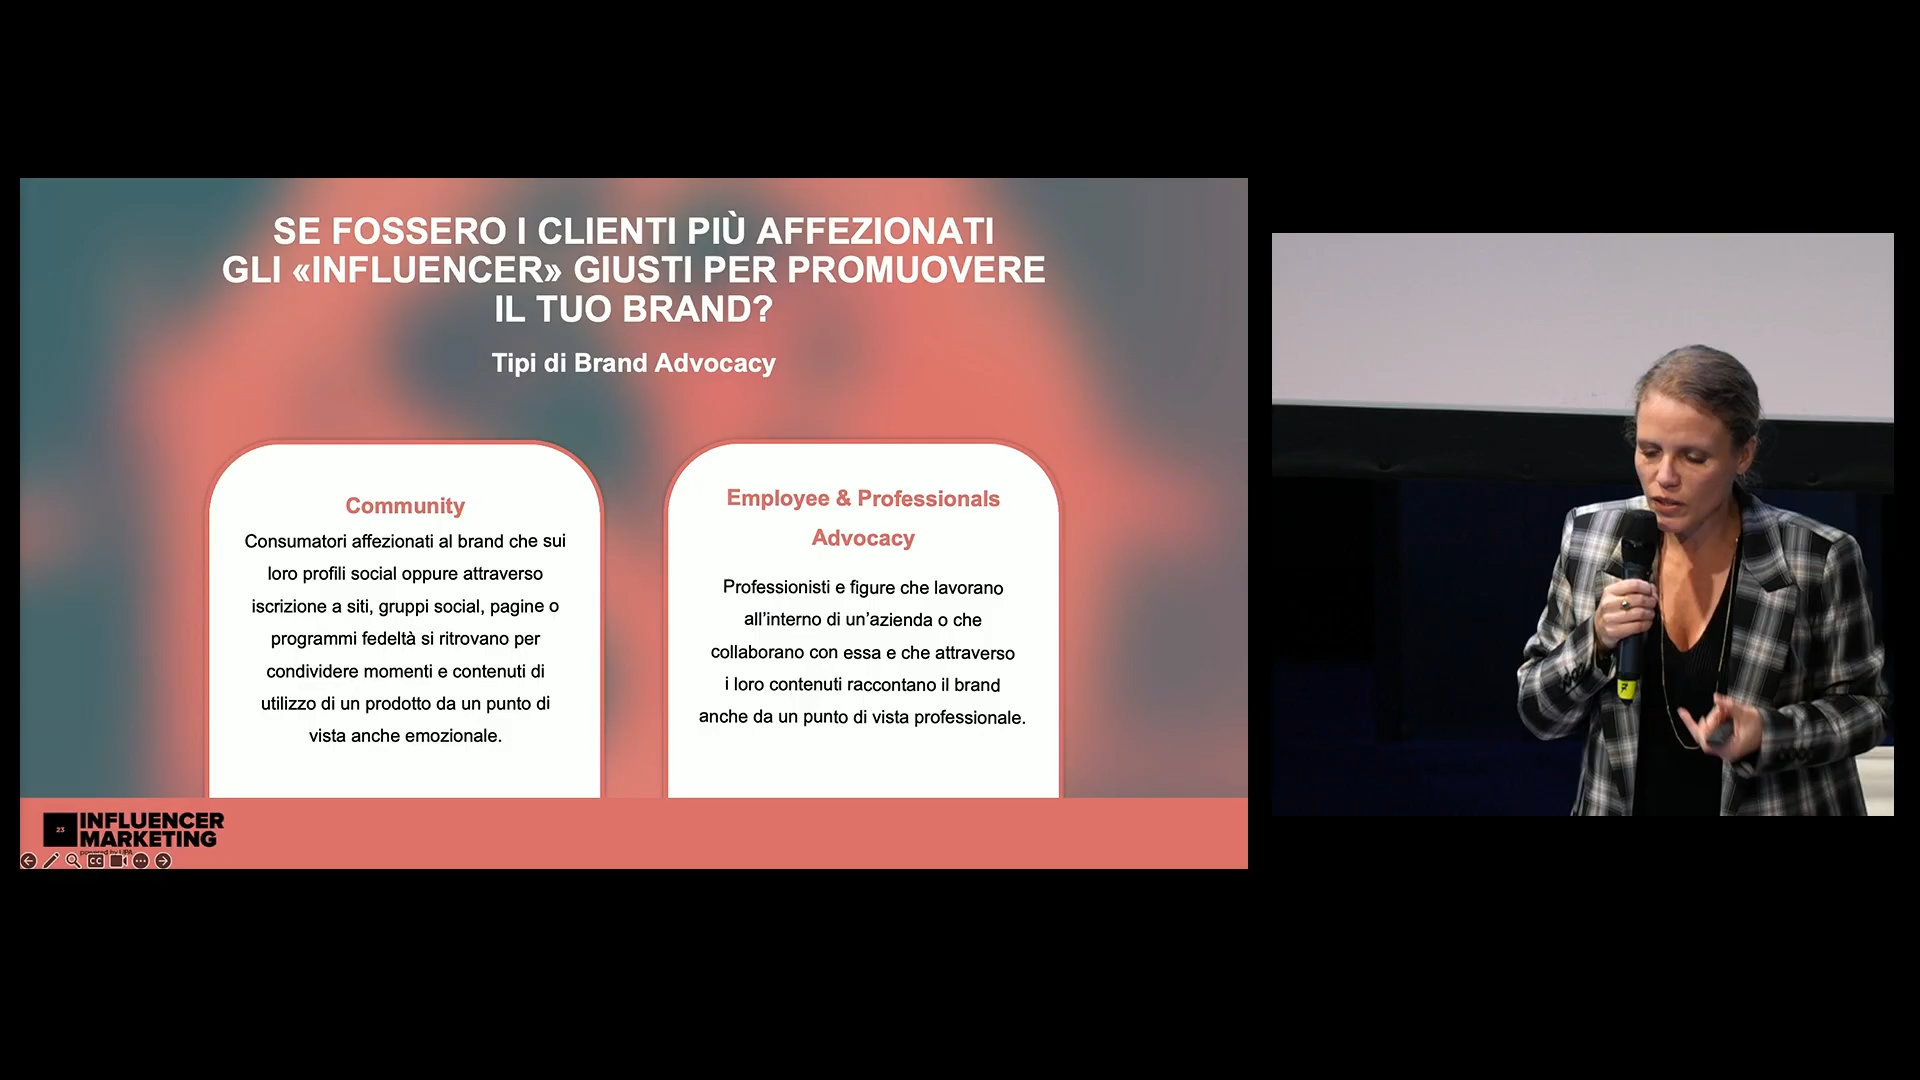 SE FOSSERO I CLIENTI PIÙ AFFEZIONATI
GLI «INFLUENCER» GIUSTI PER PROMUOVERE
IL TUO BRAND?
Tipi di Brand Advocacy
Community
Consumatori affezionati al brand che sui
loro profili social oppure attraverso
iscrizione a siti, gruppi social, pagine o
programmi fedeltà si ritrovano per
condividere momenti e contenuti di
utilizzo di un prodotto da un punto di
vista anche emozionale.
Employee & Professionals
Advocacy
Professionisti e figure che lavorano
all’interno di un’azienda o che
collaborano con essa e che attraverso
i loro contenuti raccontano il brand
anche da un punto di vista professionale.
23
INFLUENCER
MARKETING
CC
7